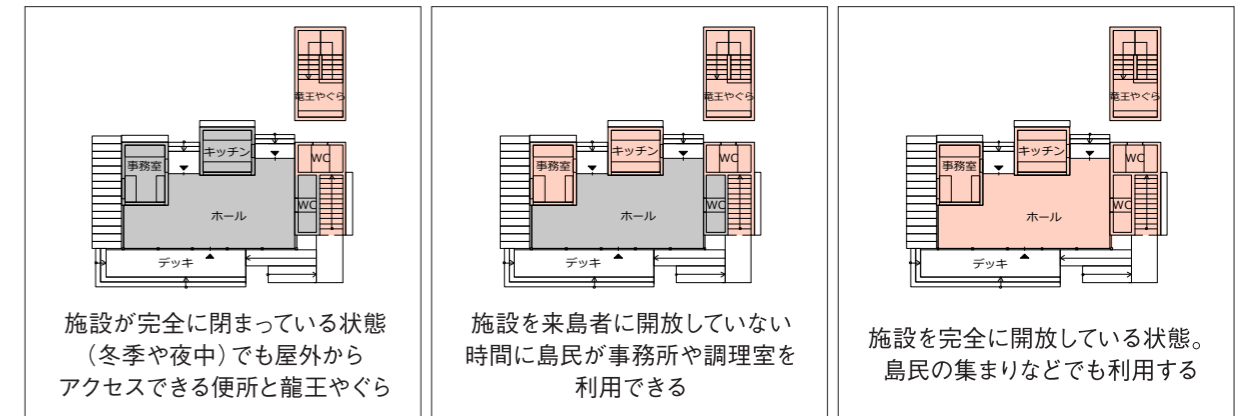 竜王やぐら
キッチン
WC
事務室
WC
ホール
デッキ
施設が完全に閉まっている状態
（冬季や夜中）でも屋外から
アクセスできる便所と龍王やぐら
竜王やぐら
キッチン
WC
事務室
WC
ホール
デッキ
施設を来島者に開放していない
時間に島民が事務所や調理室を
利用できる
竜王やぐら
キッチン
WC
事務室
WC
ホール
デッキ
施設を完全に開放している状態。
島民の集まりなどでも利用する